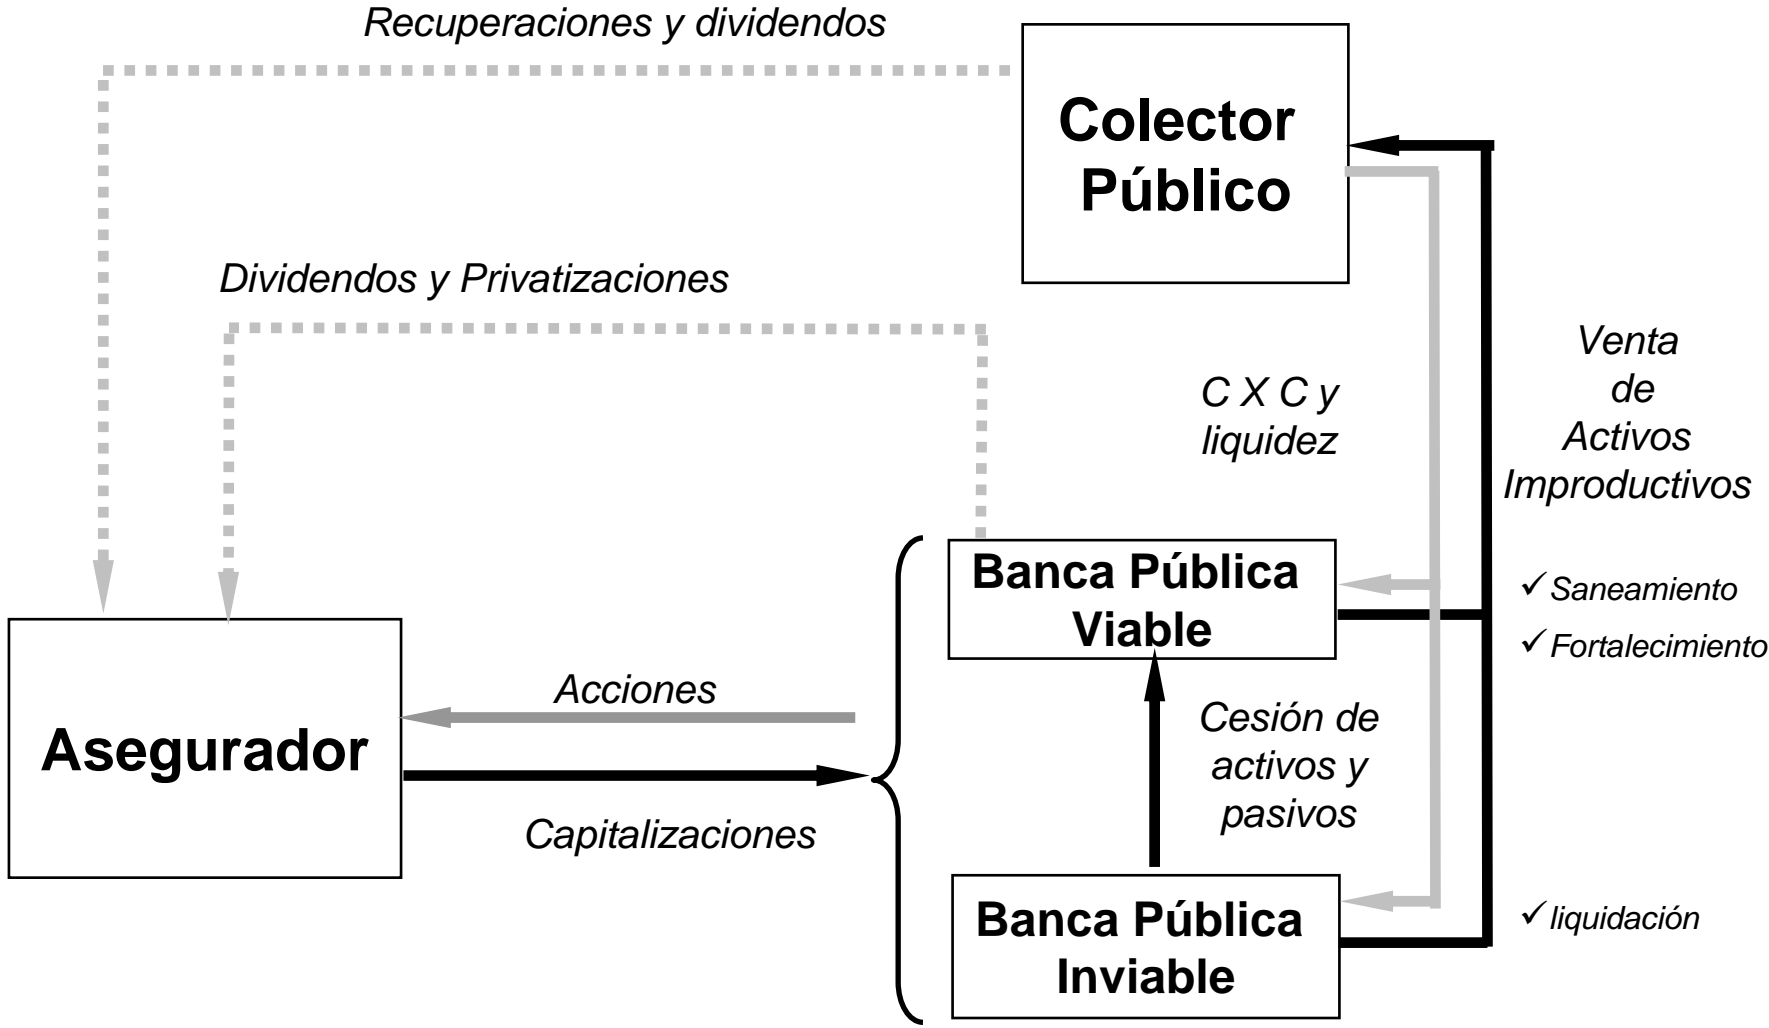 Recuperaciones y dividendos
Colector
Público
Dividendos y Privatizaciones
C X C y
liquidez
Venta
de
Activos
Improductivos
Banca Pública
Viable
✓ Saneamiento
✓ Fortalecimiento
Acciones
Asegurador
Capitalizaciones
Cesión de
activos y
pasivos
Banca Pública
Inviable
✓ liquidación